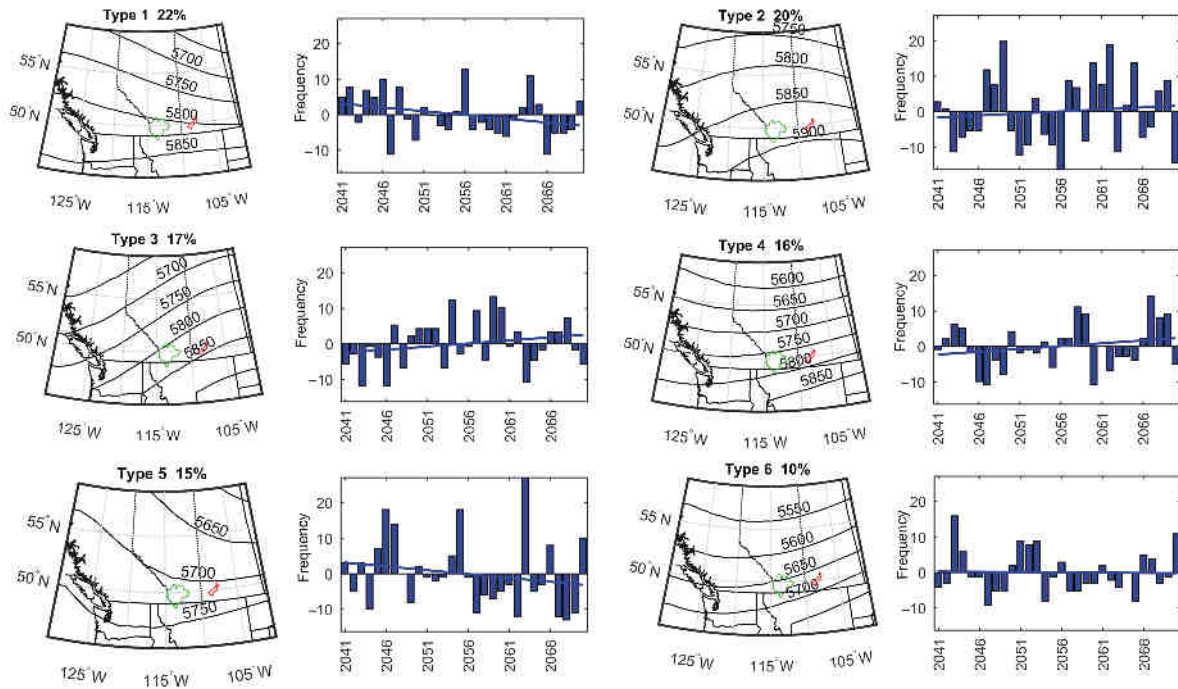 Type 1 22%
55°N
50°N
125°W
115°W
105°W
5700
5750
5800
5850
Frequency
20
10
0
−10
2041
2046
2051
2056
2061
2066
Type 2 20%
55°N
50°N
125°W
115°W
105°W
5750
5800
5850
5900
Frequency
20
10
0
−10
2041
2046
2051
2056
2061
2066
Type 3 17%
55°N
50°N
125°W
115°W
105°W
5700
5750
5800
5850
Frequency
20
10
0
−10
2041
2046
2051
2056
2061
2066
Type 4 16%
55°N
50°N
125°W
115°W
105°W
5600
5650
5700
5750
5800
5850
Frequency
20
10
0
−10
2041
2046
2051
2056
2061
2066
Type 5 15%
55°N
50°N
125°W
115°W
105°W
5650
5700
5750
Frequency
20
10
0
−10
2041
2046
2051
2056
2061
2066
Type 6 10%
55°N
50°N
125°W
115°W
105°W
5550
5600
5650
5700
Frequency
20
10
0
−10
2041
2046
2051
2056
2061
2066